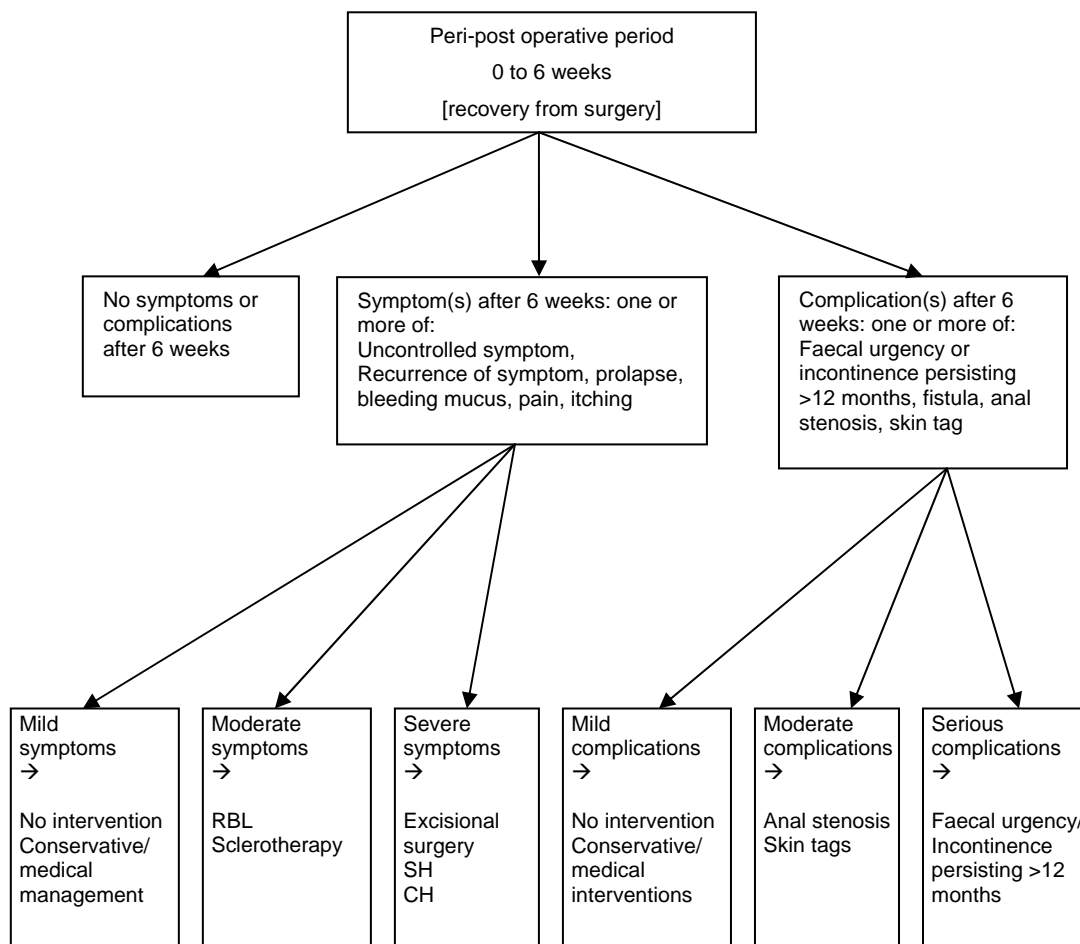 Peri-post operative period
0 to 6 weeks
[recovery from surgery]
No symptoms or
complications
after 6 weeks
Symptom(s) after 6 weeks: one or
more of:
Uncontrolled symptom,
Recurrence of symptom, prolapse,
bleeding mucus, pain, itching
Complication(s) after 6
weeks: one or more of:
Faecal urgency or
incontinence persisting
>12 months, fistula, anal
stenosis, skin tag
Mild
symptoms
→
No intervention
Conservative/
medical
management
Moderate
symptoms
→
RBL
Sclerotherapy
Severe
symptoms
→
Excisional
surgery
SH
CH
Mild
complications
→
No intervention
Conservative/
medical
interventions
Moderate
complications
→
Anal stenosis
Skin tags
Serious
complications
→
Faecal urgency/
Incontinence
persisting >12
months